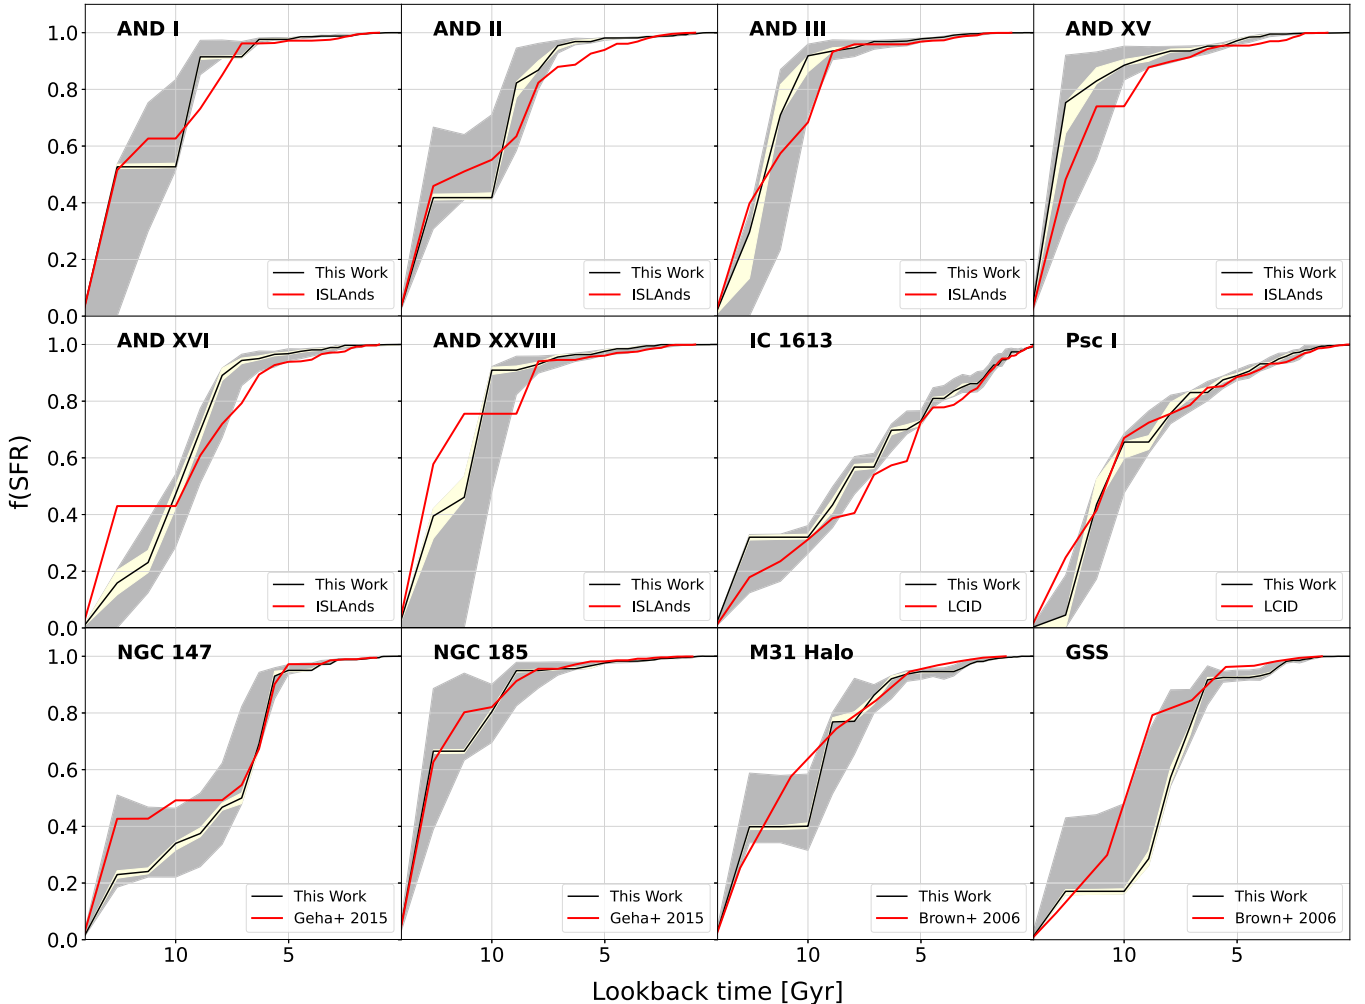 AND I
AND II
AND III
AND XV
1.0
0.8
0.6
0.4
0.2
0.0
This Work
ISLAnds
This Work
ISLAnds
This Work
ISLAnds
This Work
ISLAnds
AND XVI
AND XXVIII
IC 1613
Psc I
1.0
0.8
0.6
0.4
0.2
0.0
f(SFR)
This Work
ISLAnds
This Work
ISLAnds
This Work
LCID
This Work
LCID
NGC 147
NGC 185
M31 Halo
GSS
1.0
0.8
0.6
0.4
0.2
0.0
This Work
Geha+ 2015
This Work
Geha+ 2015
This Work
Brown+ 2006
This Work
Brown+ 2006
10 5
10 5
10 5
10 5
Lookback time [Gyr]